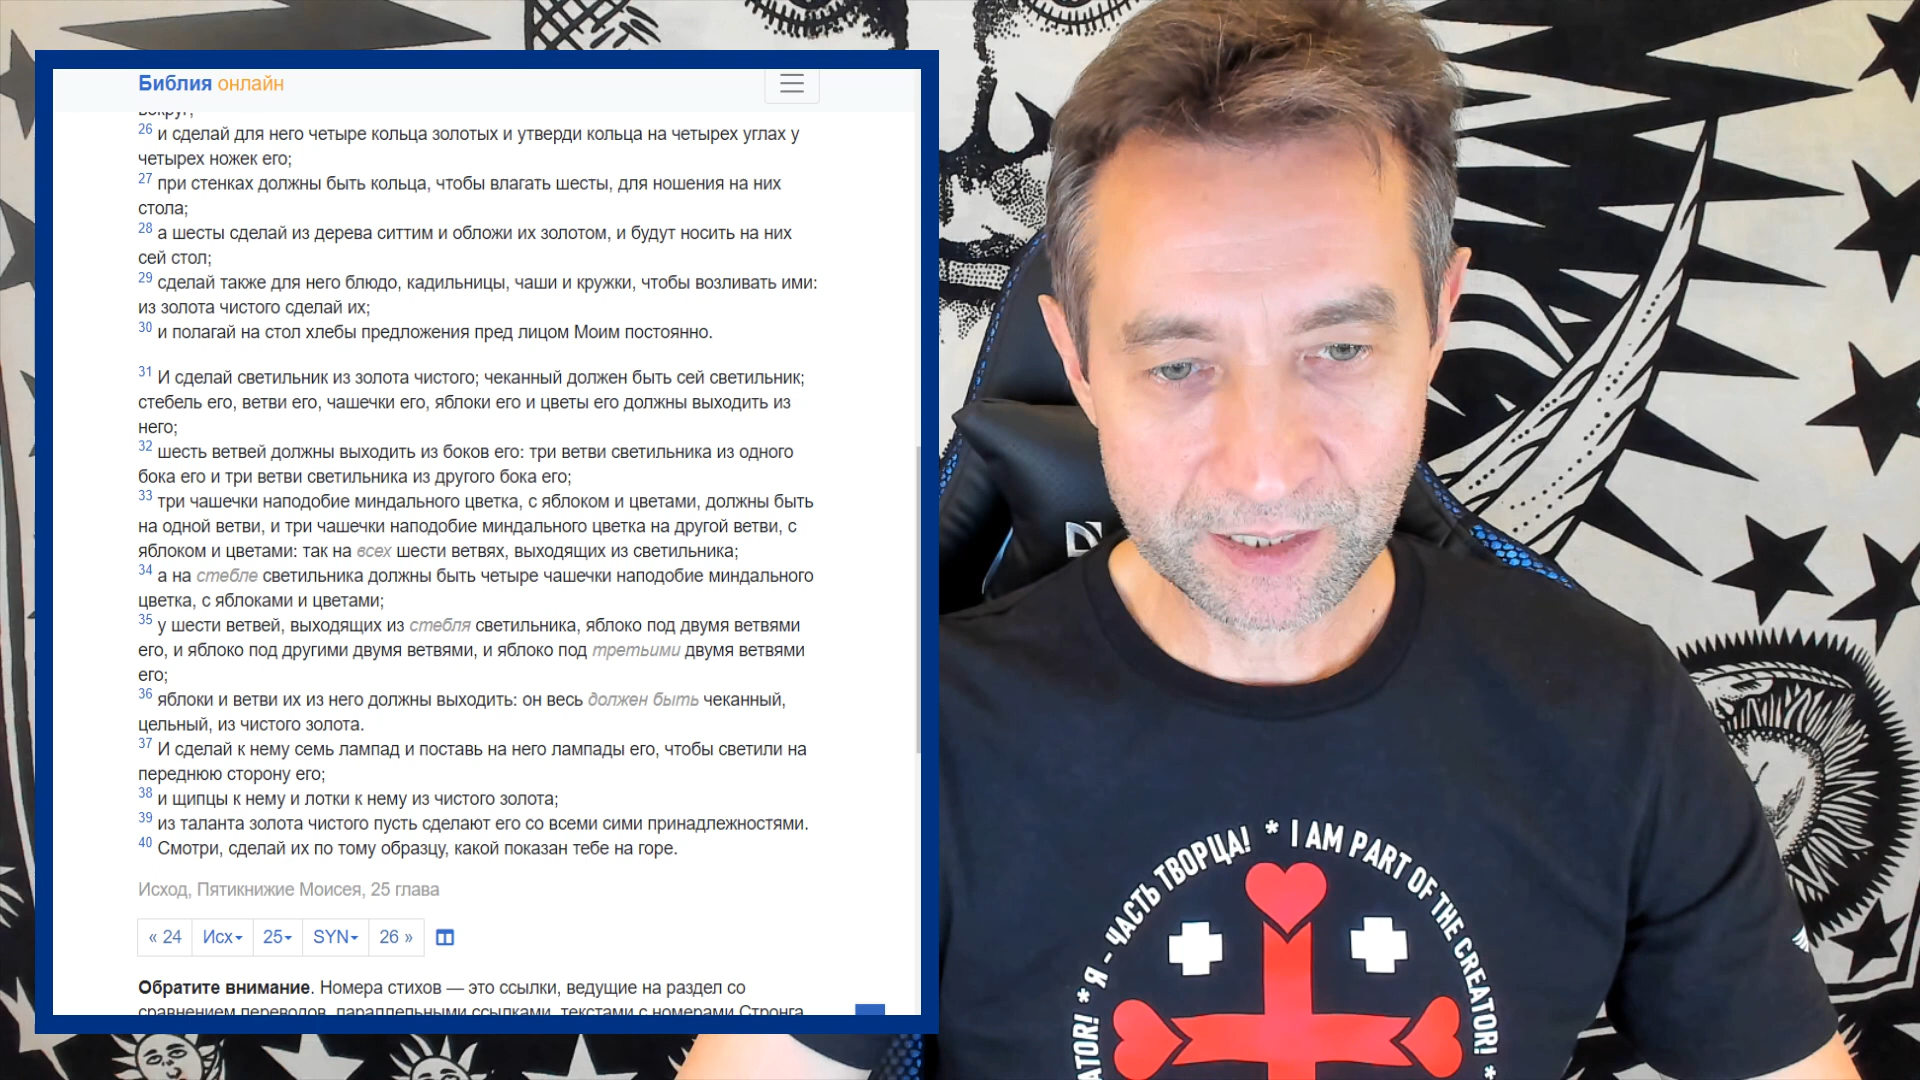 Библия онлайн
вокруг;
26 и сделай для него четыре кольца золотых и утверди кольца на четырех углах у
четырех ножек его;
27 при стенках должны быть кольца, чтобы влагать шесты, для ношения на них
стола;
28 а шесты сделай из дерева ситтим и обложи их золотом, и будут носить на них
сей стол;
29 сделай также для него блюдо, кадильницы, чаши и кружки, чтобы возливать ими:
из золота чистого сделай их;
30 и полагай на стол хлебы предложения пред лицом Моим постоянно.
31 И сделай светильник из золота чистого; чеканный должен быть сей светильник;
стебель его, ветви его, чашечки его, яблоки его и цветы его должны выходить из
него;
32 шесть ветвей должны выходить из боков его: три ветви светильника из одного
бока его и три ветви светильника из другого бока его;
33 три чашечки наподобие миндального цветка, с яблоком и цветами, должны быть
на одной ветви, и три чашечки наподобие миндального цветка на другой ветви, с
яблоком и цветами: так на всех шести ветвях, выходящих из светильника;
34 а на стебле светильника должны быть четыре чашечки наподобие миндального
цветка, с яблоками и цветами;
35 у шести ветвей, выходящих из стебля светильника, яблоко под двумя ветвями
его, и яблоко под другими двумя ветвями, и яблоко под третьими двумя ветвями
его;
36 яблоки и ветви их из него должны выходить: он весь должен быть чеканный,
цельный, из чистого золота.
37 И сделай к нему семь лампад и поставь на него лампады его, чтобы светили на
переднюю сторону его;
38 и щипцы к нему и лотки к нему из чистого золота;
39 из таланта золота чистого пусть сделают его со всеми сими принадлежностями.
40 Смотри, сделай их по тому образцу, какой показан тебе на горе.
Исход, Пятикнижие Моисея, 25 глава
« 24 Исх 25 SYN 26 »
Обратите внимание. Номера стихов — это ссылки, ведущие на раздел со
сравнением переводов, параллельными ссылками, текстами с номерами Стронга
* Я - ЧАСТЬ ТВОРЦА! * I AM PART OF THE CREATOR! *
ATOR!